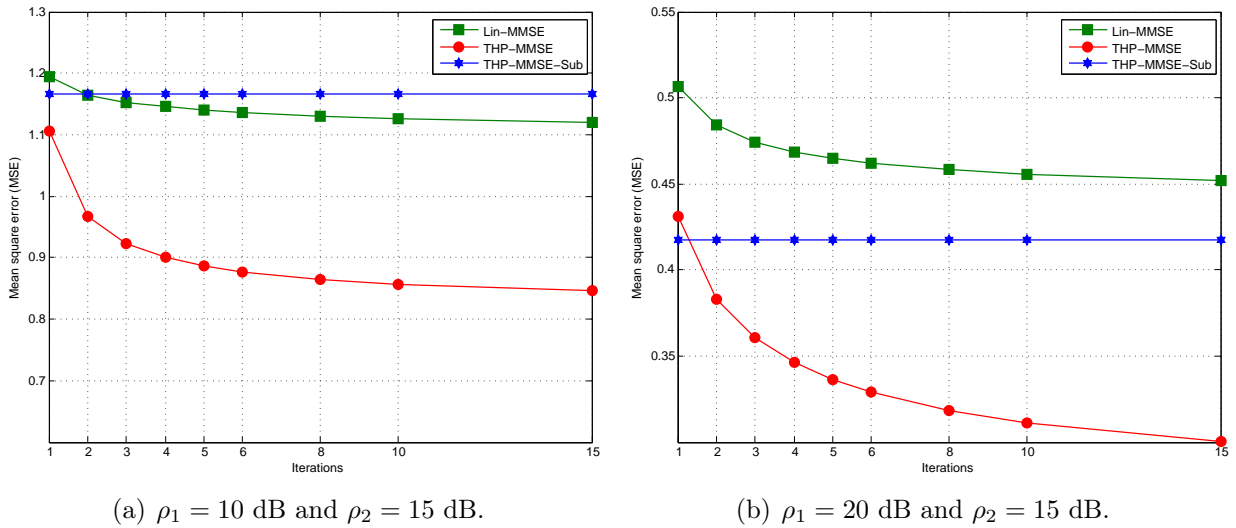 1.3
1.2
1.1
1
0.9
0.8
0.7
Mean square error (MSE)
Lin−MMSE
THP−MMSE
THP−MMSE−Sub
1 2 3 4 5 6 8 10 15
Iterations
(a) ρ₁ = 10 dB and ρ₂ = 15 dB.
0.55
0.5
0.45
0.4
0.35
Mean square error (MSE)
Lin−MMSE
THP−MMSE
THP−MMSE−Sub
1 2 3 4 5 6 8 10 15
Iterations
(b) ρ₁ = 20 dB and ρ₂ = 15 dB.